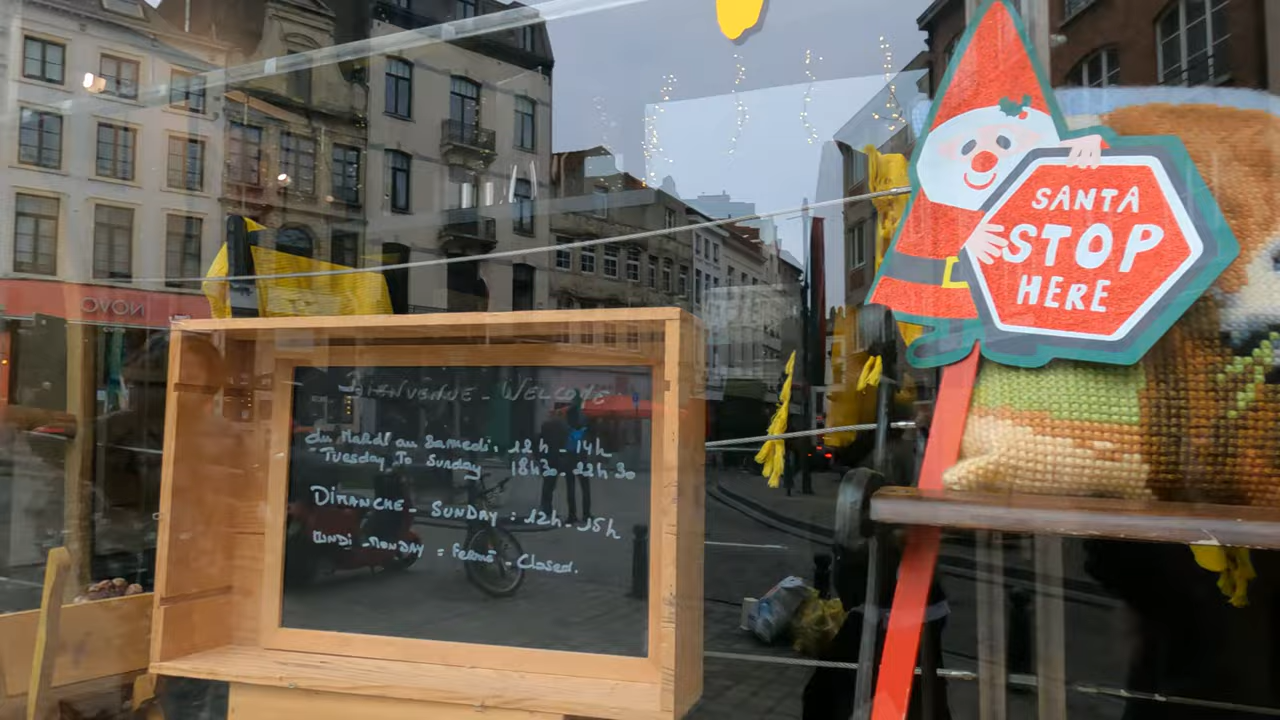 BIENVENUE - WELCOME
du Mardi au Samedi: 12h - 14h
Tuesday To Sunday 18h30 - 22h30
DIMANCHE - SUNDAY : 12h - 15h
LUNDI - MONDAY = Fermé - Closed.
SANTA
STOP
HERE
NOVO